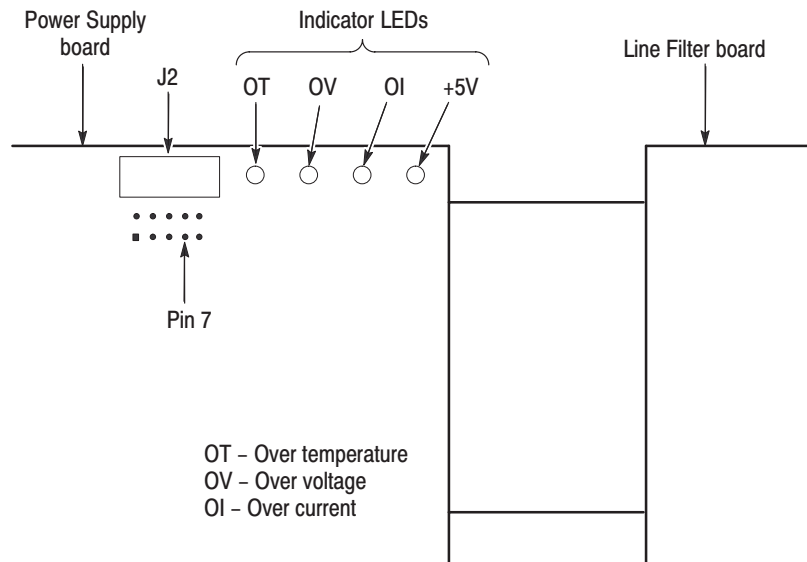 Power Supply
board
Indicator LEDs
Line Filter board
J2
OT OV OI +5V
Pin 7
OT – Over temperature
OV – Over voltage
OI – Over current